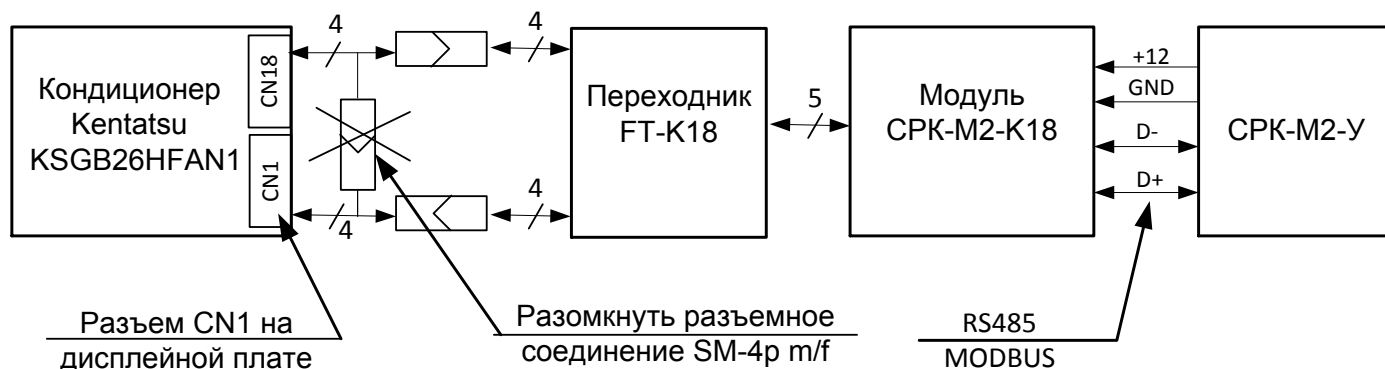 4
4
CN18
Кондиционер
Kentatsu
KSGB26HFAN1
CN1
4
4
Переходник
FT-K18
5
Модуль
СРК-М2-К18
+12
GND
D-
D+
СРК-М2-У
Разъем CN1 на
дисплейной плате
Разомкнуть разъемное
соединение SM-4p m/f
RS485
MODBUS